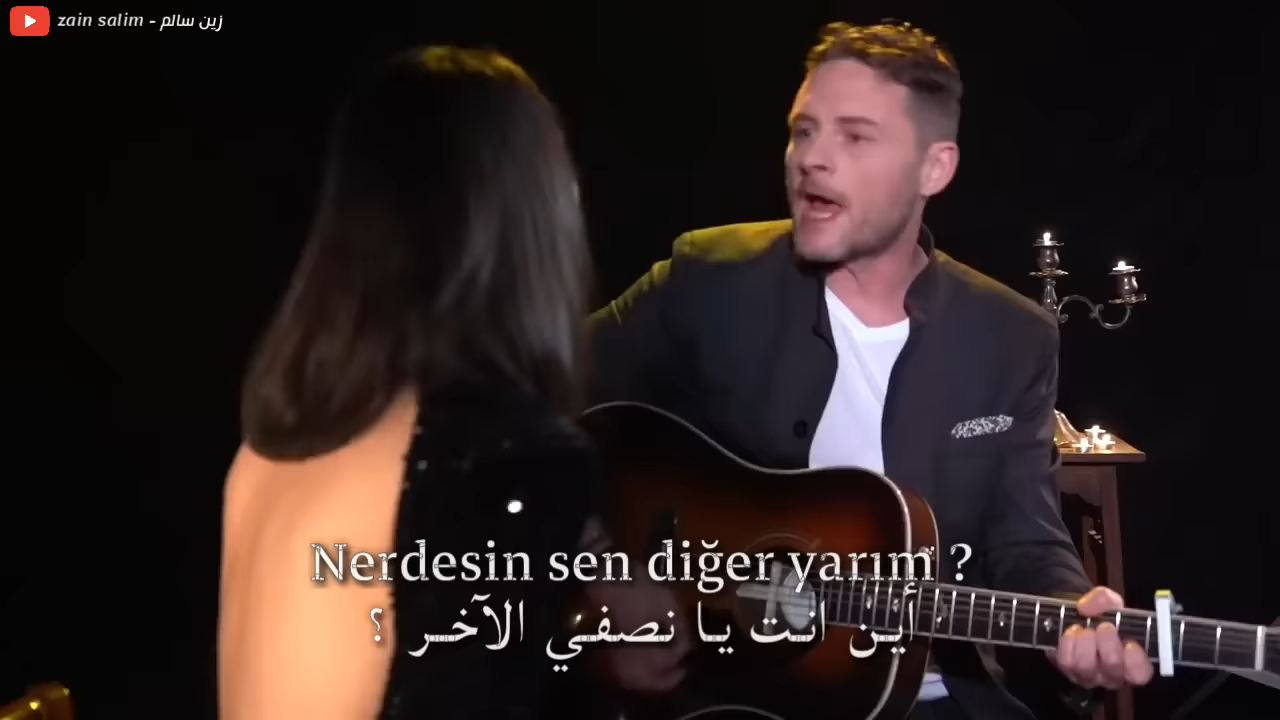 zain salim - زين سالم
Nerdesin sen diğer yarım ?
أين انت يا نصفي الآخر ؟